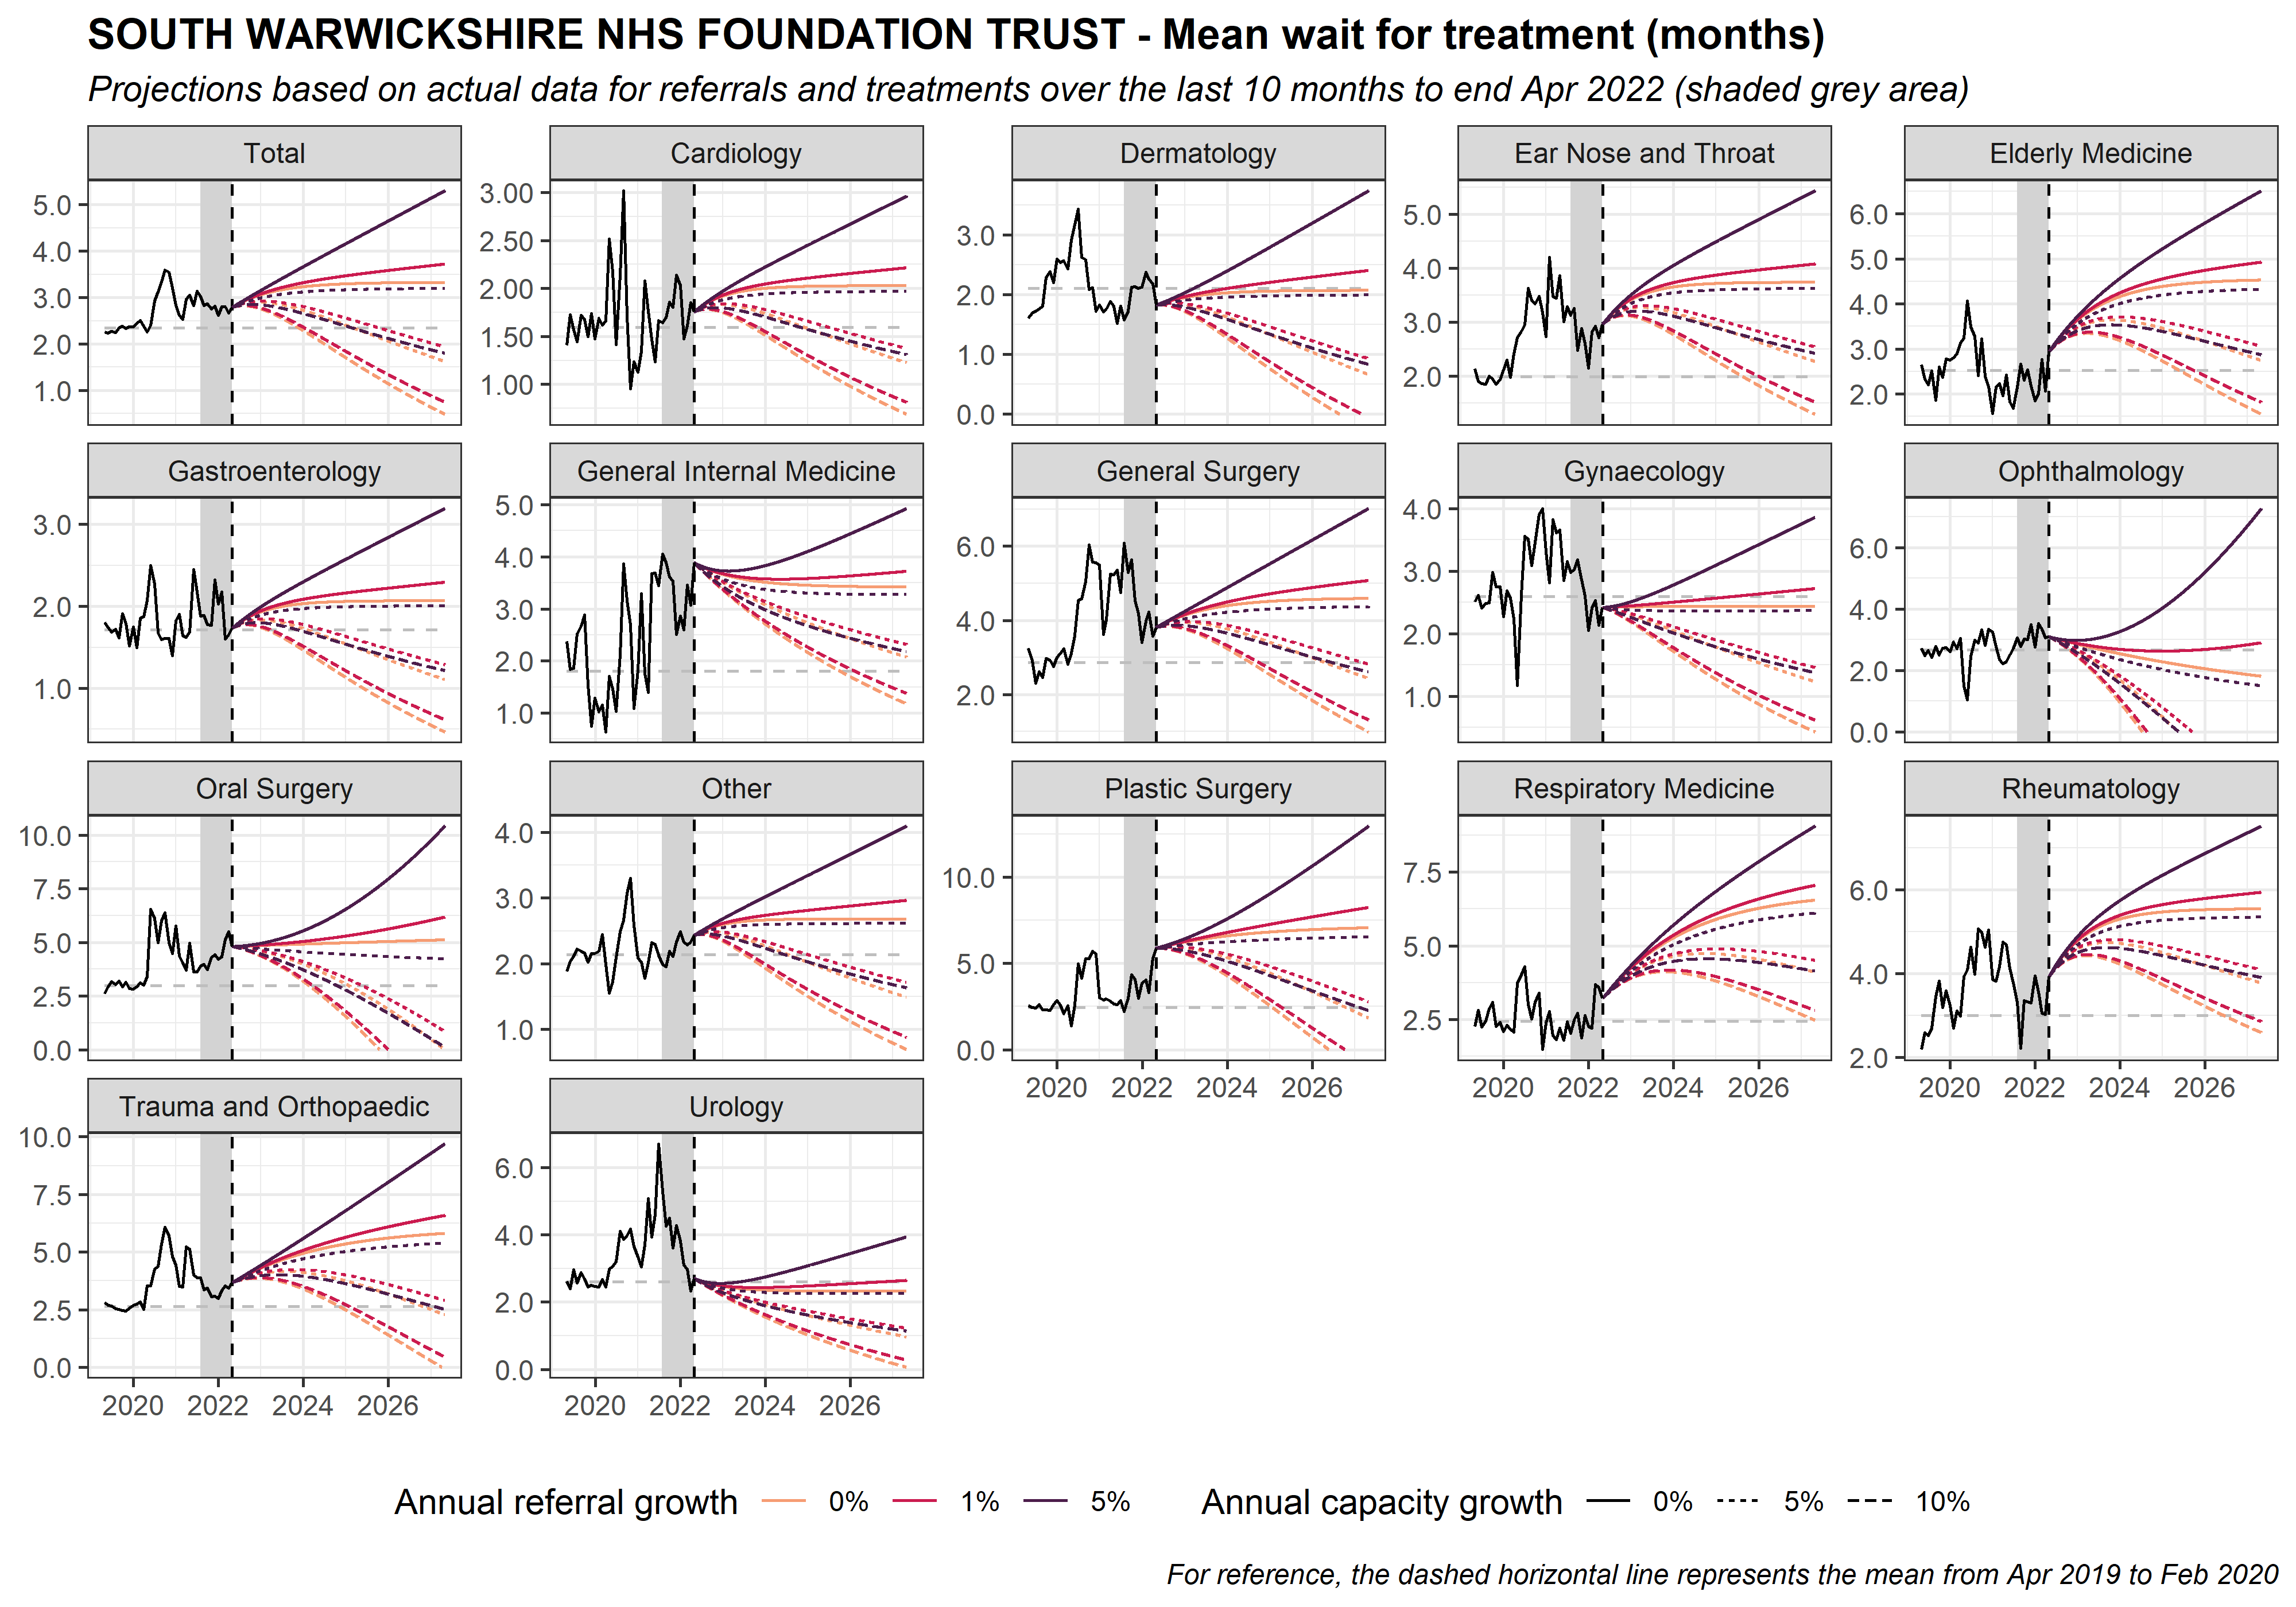 SOUTH WARWICKSHIRE NHS FOUNDATION TRUST - Mean wait for treatment (months)
Projections based on actual data for referrals and treatments over the last 10 months to end Apr 2022 (shaded grey area)
Total
5.0
4.0
3.0
2.0
1.0
Cardiology
3.00
2.50
2.00
1.50
1.00
Dermatology
3.0
2.0
1.0
0.0
Ear Nose and Throat
5.0
4.0
3.0
2.0
Elderly Medicine
6.0
5.0
4.0
3.0
2.0
Gastroenterology
3.0
2.0
1.0
General Internal Medicine
5.0
4.0
3.0
2.0
1.0
General Surgery
6.0
4.0
2.0
Gynaecology
4.0
3.0
2.0
1.0
Ophthalmology
6.0
4.0
2.0
0.0
Oral Surgery
10.0
7.5
5.0
2.5
0.0
Other
4.0
3.0
2.0
1.0
Plastic Surgery
10.0
5.0
0.0
2020 2022 2024 2026
Respiratory Medicine
7.5
5.0
2.5
2020 2022 2024 2026
Rheumatology
6.0
4.0
2.0
2020 2022 2024 2026
Trauma and Orthopaedic
10.0
7.5
5.0
2.5
0.0
2020 2022 2024 2026
Urology
6.0
4.0
2.0
0.0
2020 2022 2024 2026
Annual referral growth 0% 1% 5% Annual capacity growth 0% 5% 10%
For reference, the dashed horizontal line represents the mean from Apr 2019 to Feb 2020